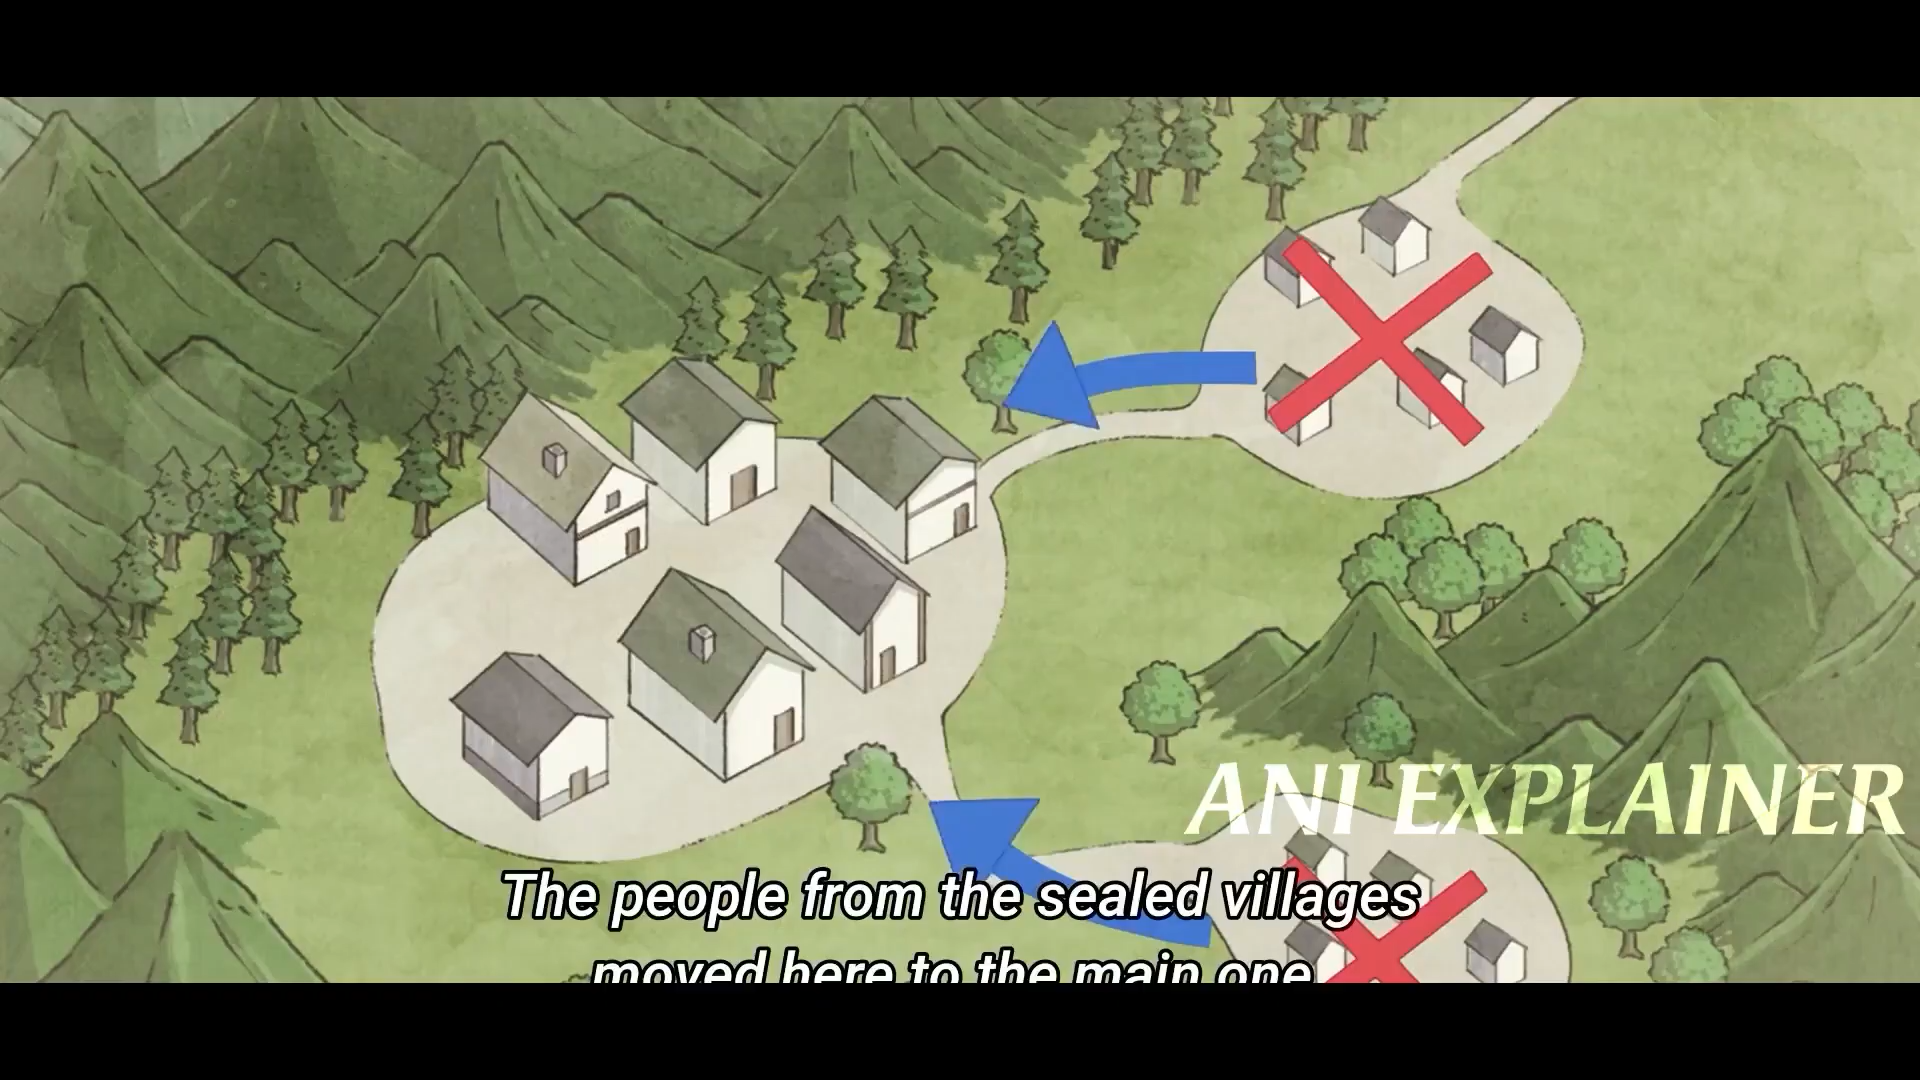 ANI EXPLAINER
The people from the sealed villages
moved here to the main one